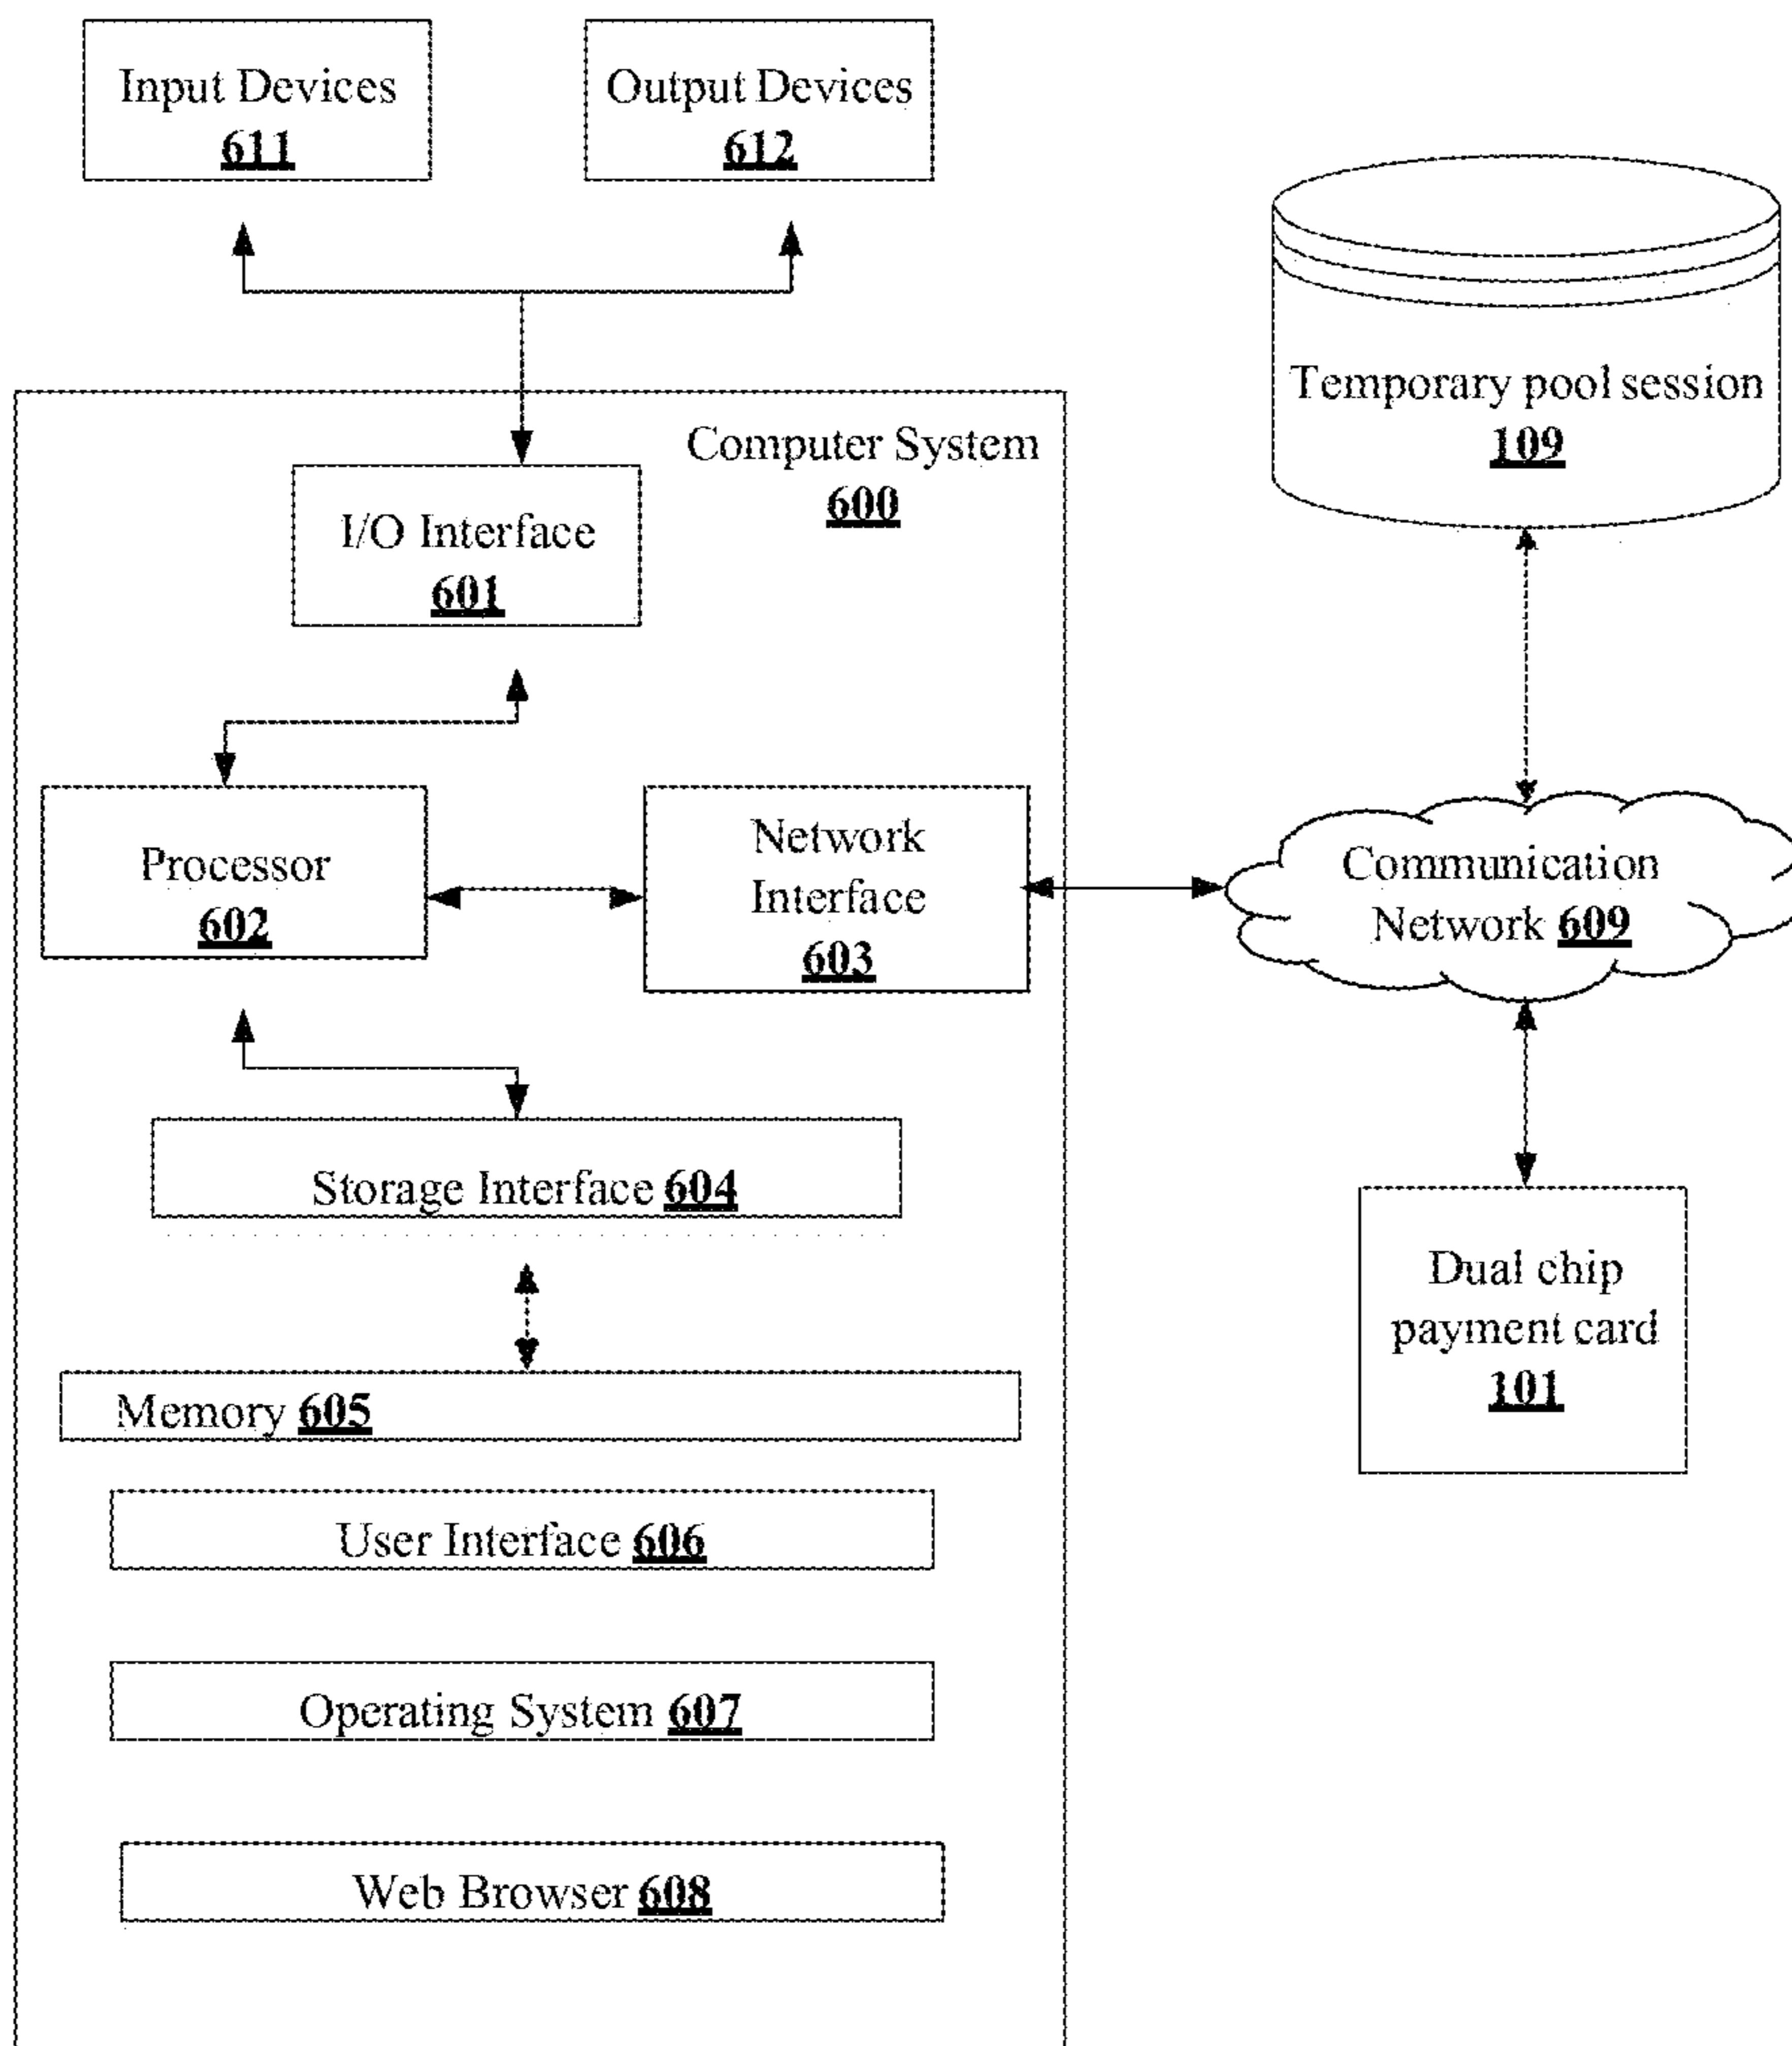 Input Devices
611
Output Devices
612
Temporary pool session
109
Computer System
600
I/O Interface
601
Processor
602
Network
Interface
603
Communication
Network 609
Storage Interface 604
Dual chip
payment card
101
Memory 605
User Interface 606
Operating System 607
Web Browser 608